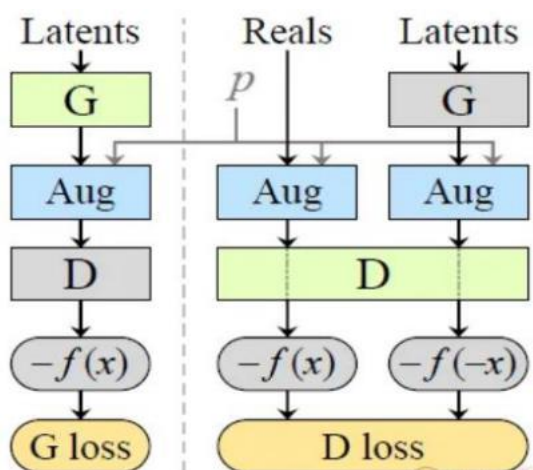 Latents Reals Latents
G p G
Aug Aug Aug
D D
−f(x) −f(x) −f(−x)
G loss D loss